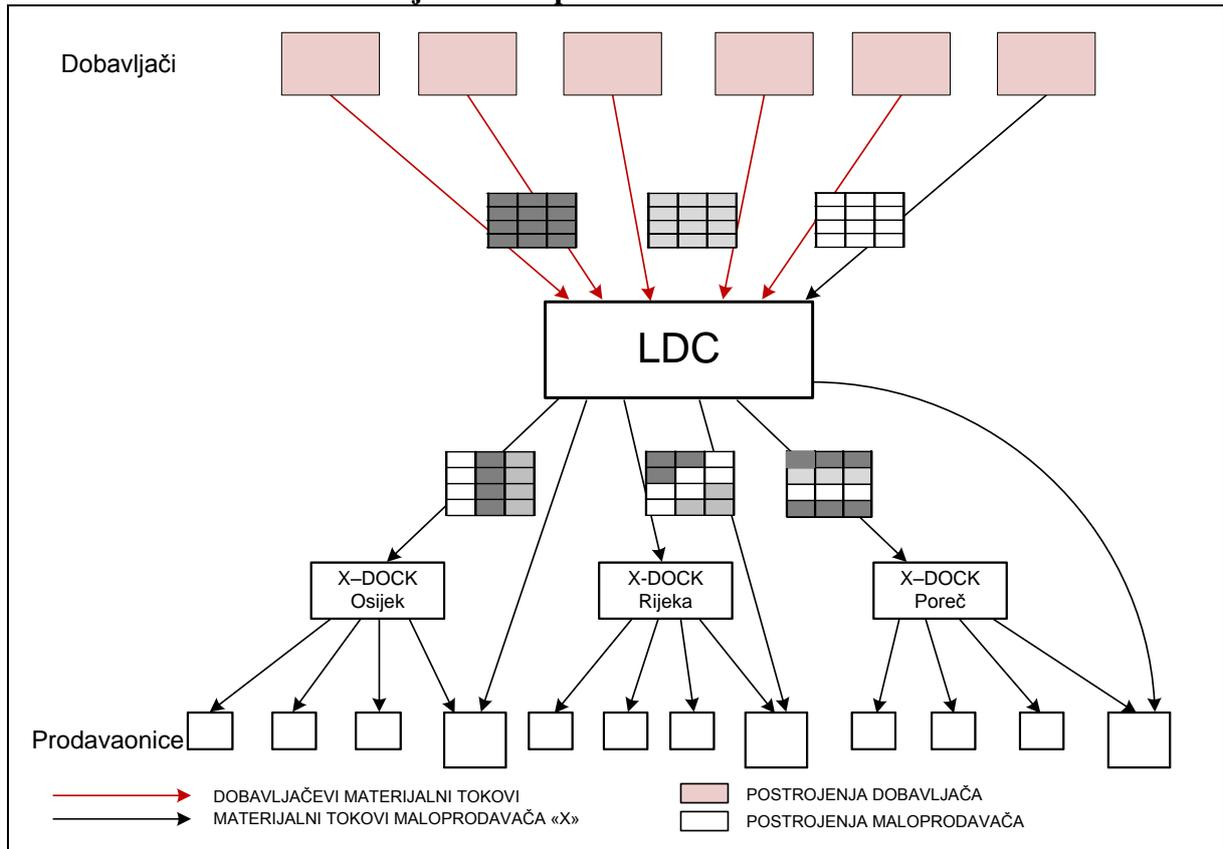 Dobavljači
LDC
X–DOCK
Osijek
X-DOCK
Rijeka
X–DOCK
Poreč
Prodavaonice
DOBAVLJAČEVI MATERIJALNI TOKOVI
MATERIJALNI TOKOVI MALOPRODAVAČA «X»
POSTROJENJA DOBAVLJAČA
POSTROJENJA MALOPRODAVAČA